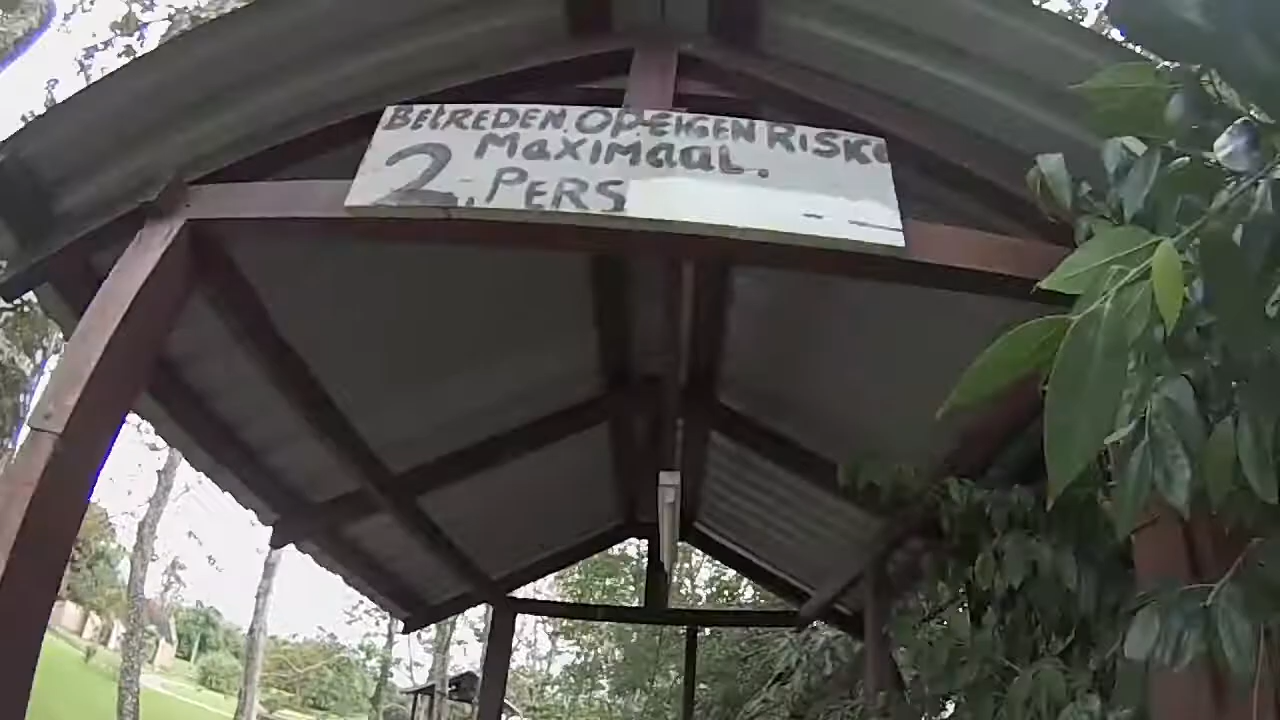 BETREDEN. OP. EIGEN RISKO
MaXIMaaL.
2. PERS